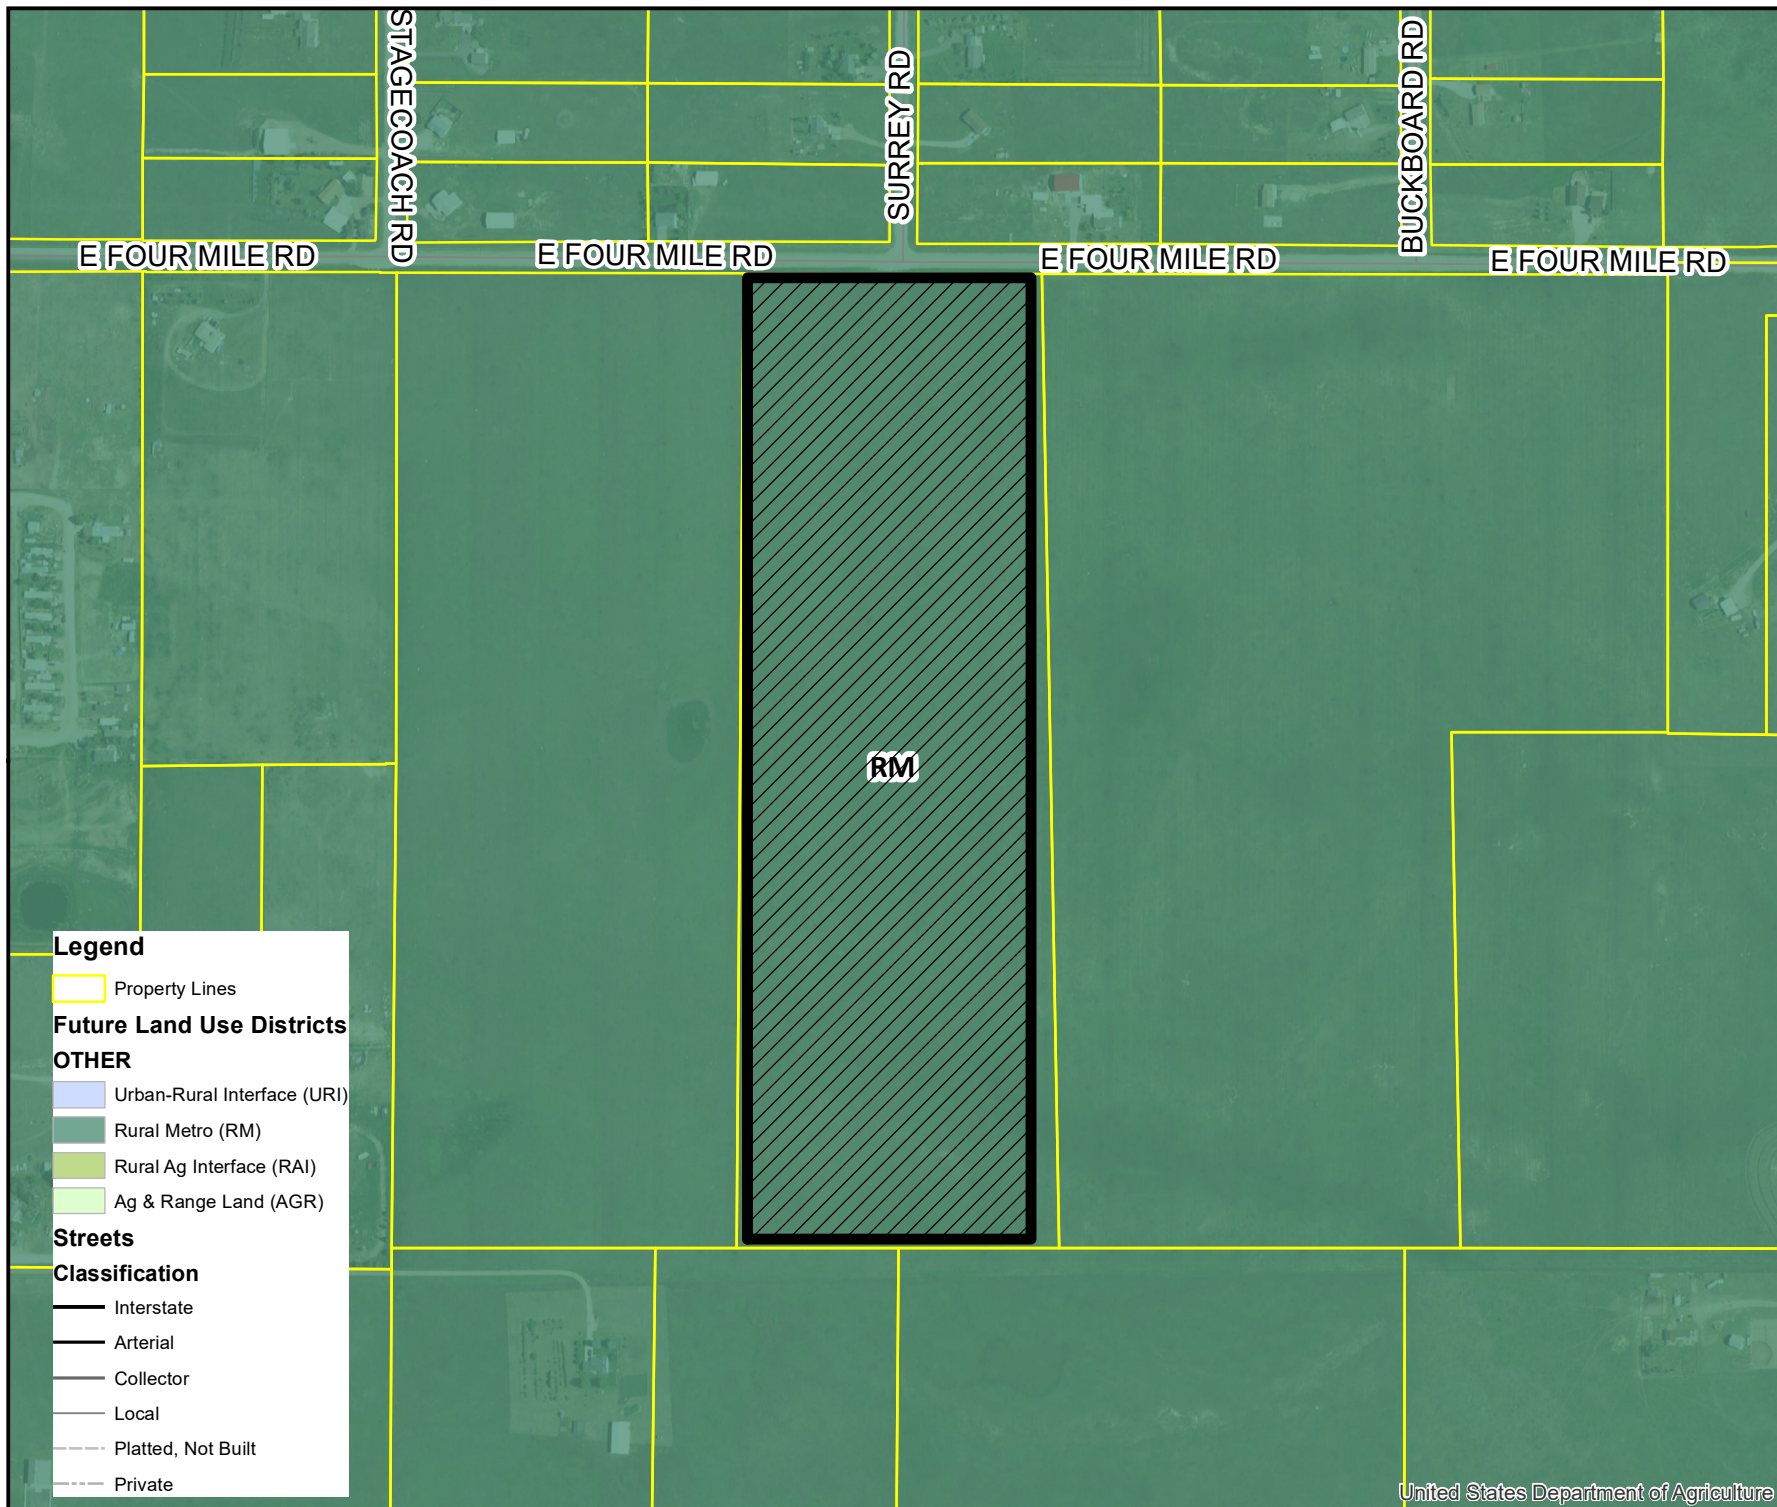 STAGECOACH RD
SURREY RD
BUCKBOARD RD
E FOUR MILE RD
E FOUR MILE RD
E FOUR MILE RD
E FOUR MILE RD
RM
Legend
Property Lines
Future Land Use Districts
OTHER
Urban-Rural Interface (URI)
Rural Metro (RM)
Rural Ag Interface (RAI)
Ag & Range Land (AGR)
Streets
Classification
Interstate
Arterial
Collector
Local
Platted, Not Built
Private
United States Department of Agriculture